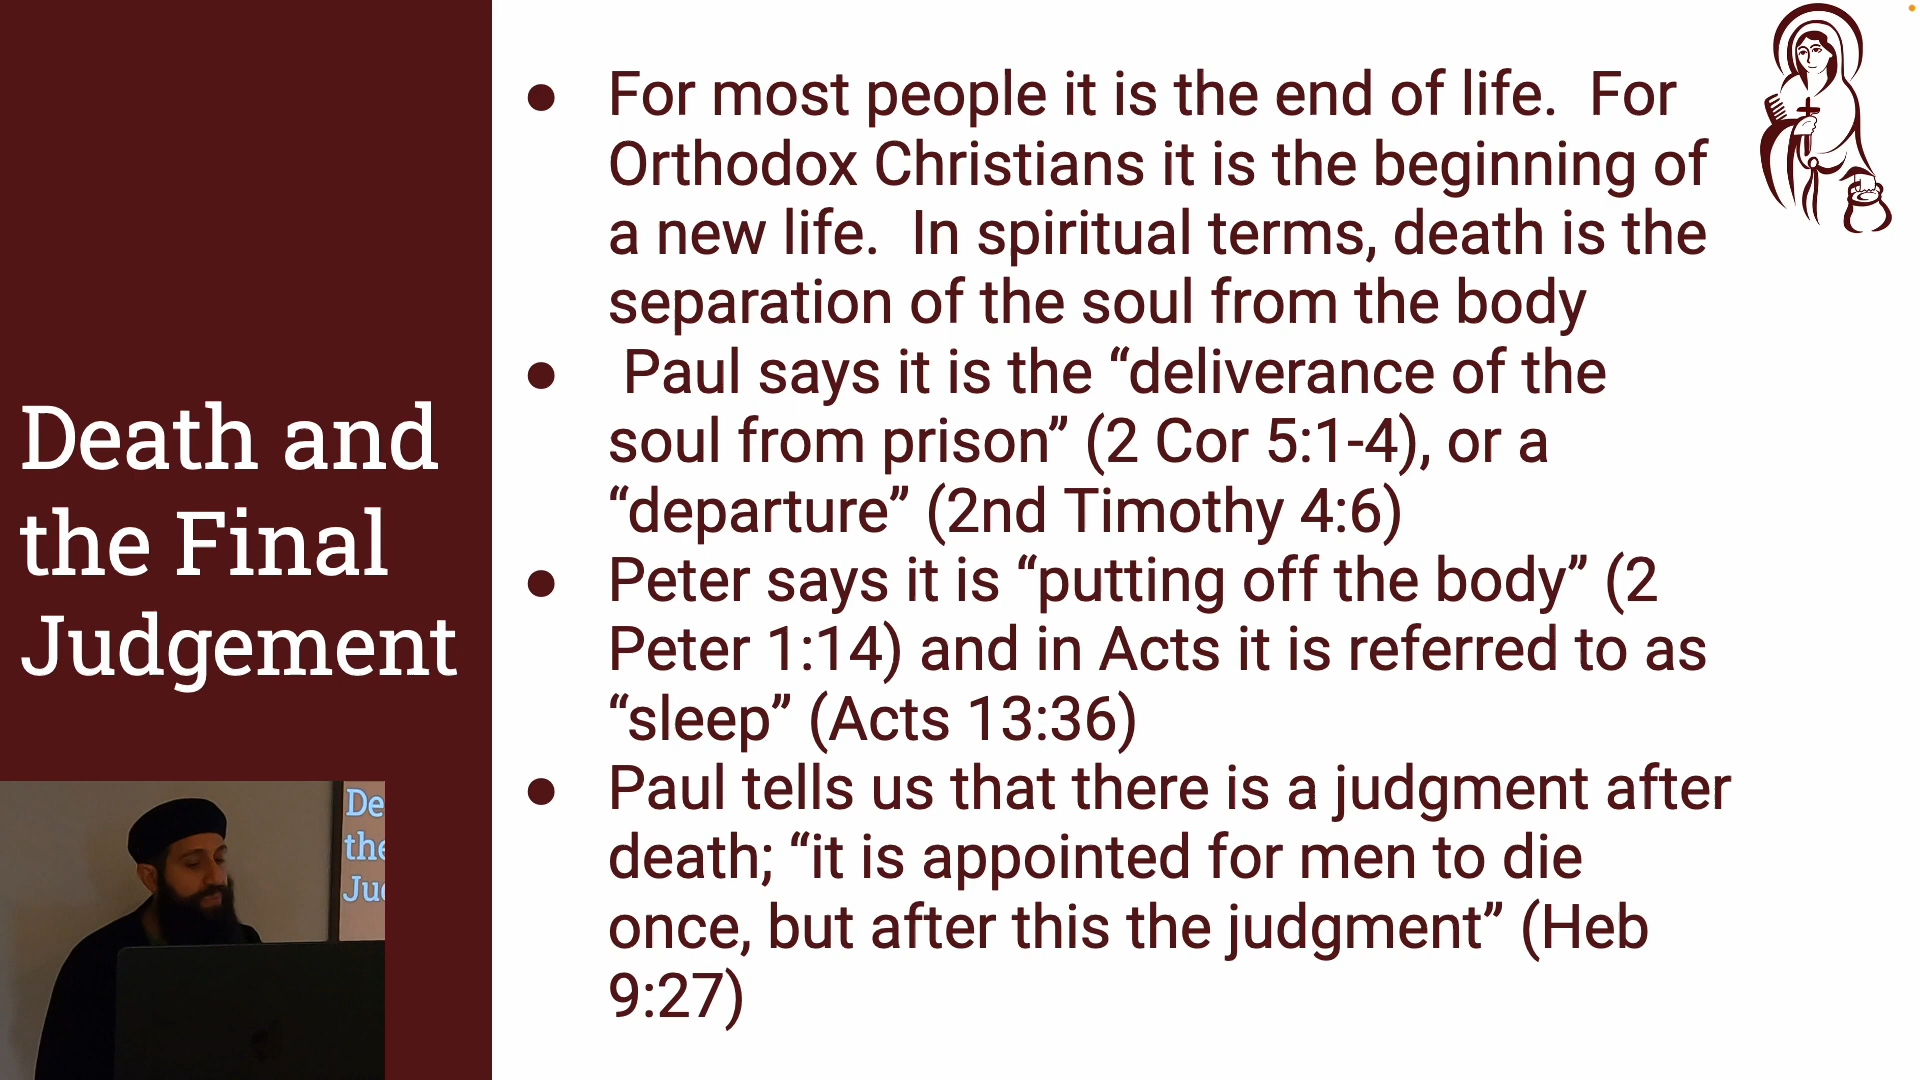 Death and
the Final
Judgement
● For most people it is the end of life.  For
Orthodox Christians it is the beginning of
a new life.  In spiritual terms, death is the
separation of the soul from the body
●  Paul says it is the “deliverance of the
soul from prison” (2 Cor 5:1-4), or a
“departure” (2nd Timothy 4:6)
● Peter says it is “putting off the body” (2
Peter 1:14) and in Acts it is referred to as
“sleep” (Acts 13:36)
● Paul tells us that there is a judgment after
death; “it is appointed for men to die
once, but after this the judgment” (Heb
9:27)
De
the
Ju